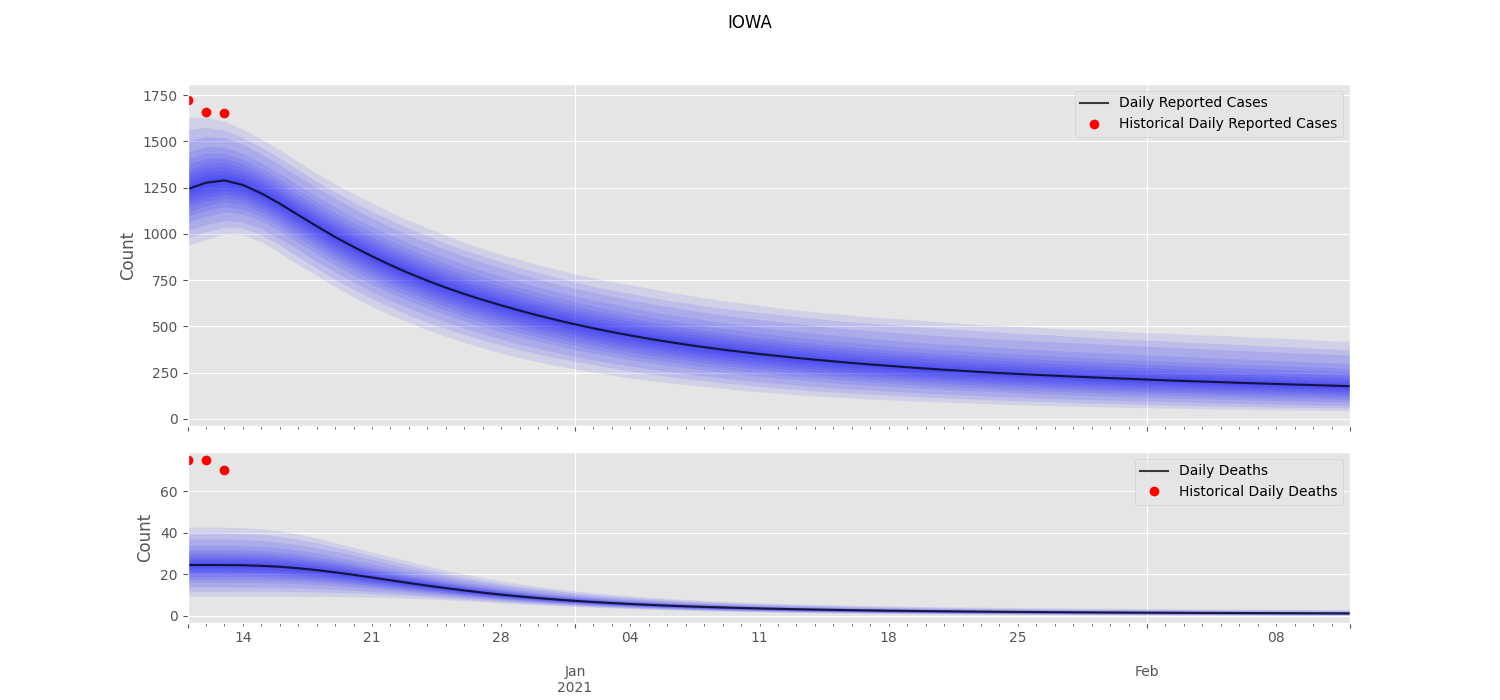 IOWA
1750
1500
1250
1000
750
500
250
0
Count
Daily Reported Cases
Historical Daily Reported Cases
60
40
20
0
Count
Daily Deaths
Historical Daily Deaths
14 21 28 04 11 18 25 08
Jan Feb
2021